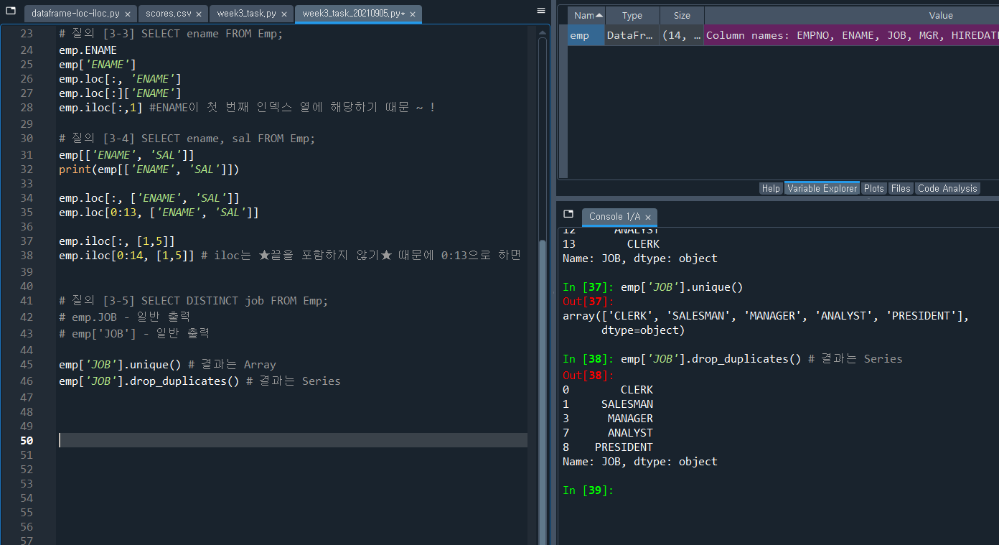 dataframe-loc-iloc.py × scores.csv × week3_task.py × week3_task_20210905.py* ×
23 # 질의 [3-3] SELECT ename FROM Emp;
24 emp.ENAME
25 emp['ENAME']
26 emp.loc[:, 'ENAME']
27 emp.loc[:]['ENAME']
28 emp.iloc[:,1] #ENAME이 첫 번째 인덱스 열에 해당하기 때문 ~ !
29
30 # 질의 [3-4] SELECT ename, sal FROM Emp;
31 emp[['ENAME', 'SAL']]
32 print(emp[['ENAME', 'SAL']])
33
34 emp.loc[:, ['ENAME', 'SAL']]
35 emp.loc[0:13, ['ENAME', 'SAL']]
36
37 emp.iloc[:, [1,5]]
38 emp.iloc[0:14, [1,5]] # iloc는 ★끝을 포함하지 않기★ 때문에 0:13으로 하면
39
40
41 # 질의 [3-5] SELECT DISTINCT job FROM Emp;
42 # emp.JOB - 일반 출력
43 # emp['JOB'] - 일반 출력
44
45 emp['JOB'].unique() # 결과는 Array
46 emp['JOB'].drop_duplicates() # 결과는 Series
47
48
49
50
51
52
53
54
55
56
57
Nam Type Size Value
emp DataFr… (14, … Column names: EMPNO, ENAME, JOB, MGR, HIREDATE
Help Variable Explorer Plots Files Code Analysis
Console 1/A ×
12 ANALYST
13 CLERK
Name: JOB, dtype: object
In [37]: emp['JOB'].unique()
Out[37]:
array(['CLERK', 'SALESMAN', 'MANAGER', 'ANALYST', 'PRESIDENT'],
dtype=object)
In [38]: emp['JOB'].drop_duplicates() # 결과는 Series
Out[38]:
0 CLERK
1 SALESMAN
3 MANAGER
7 ANALYST
8 PRESIDENT
Name: JOB, dtype: object
In [39]: